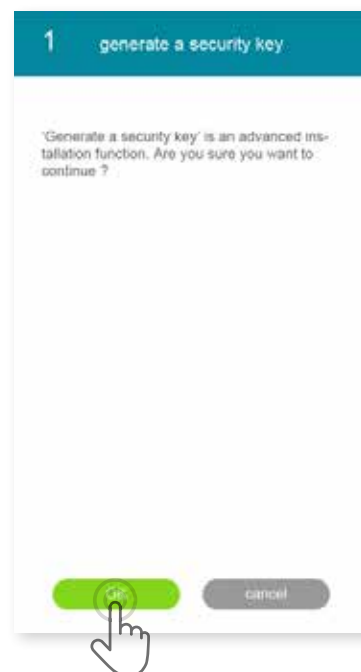 1 generate a security key
'Generate a security key' is an advanced ins-
tallation function. Are you sure you want to
continue ?
cancel